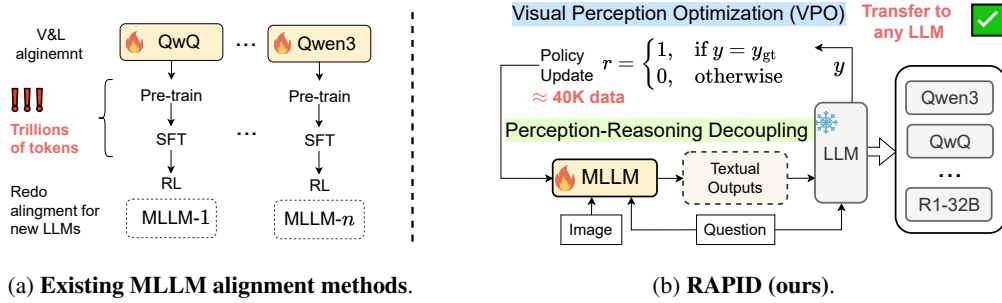 V&L
alginemnt
QwQ
...
Qwen3
Pre-train
Pre-train
!!!
Trillions
of tokens
SFT
...
SFT
RL
RL
Redo
alingment for
new LLMs
MLLM-1
MLLM-n
(a) Existing MLLM alignment methods.
Visual Perception Optimization (VPO)
Transfer to
any LLM
Policy
Update
≈ 40K data
r = { 1, if y = y_gt
0, otherwise
y
Perception-Reasoning Decoupling
MLLM
Textual
Outputs
LLM
Image
Question
Qwen3
QwQ
...
R1-32B
(b) RAPID (ours).